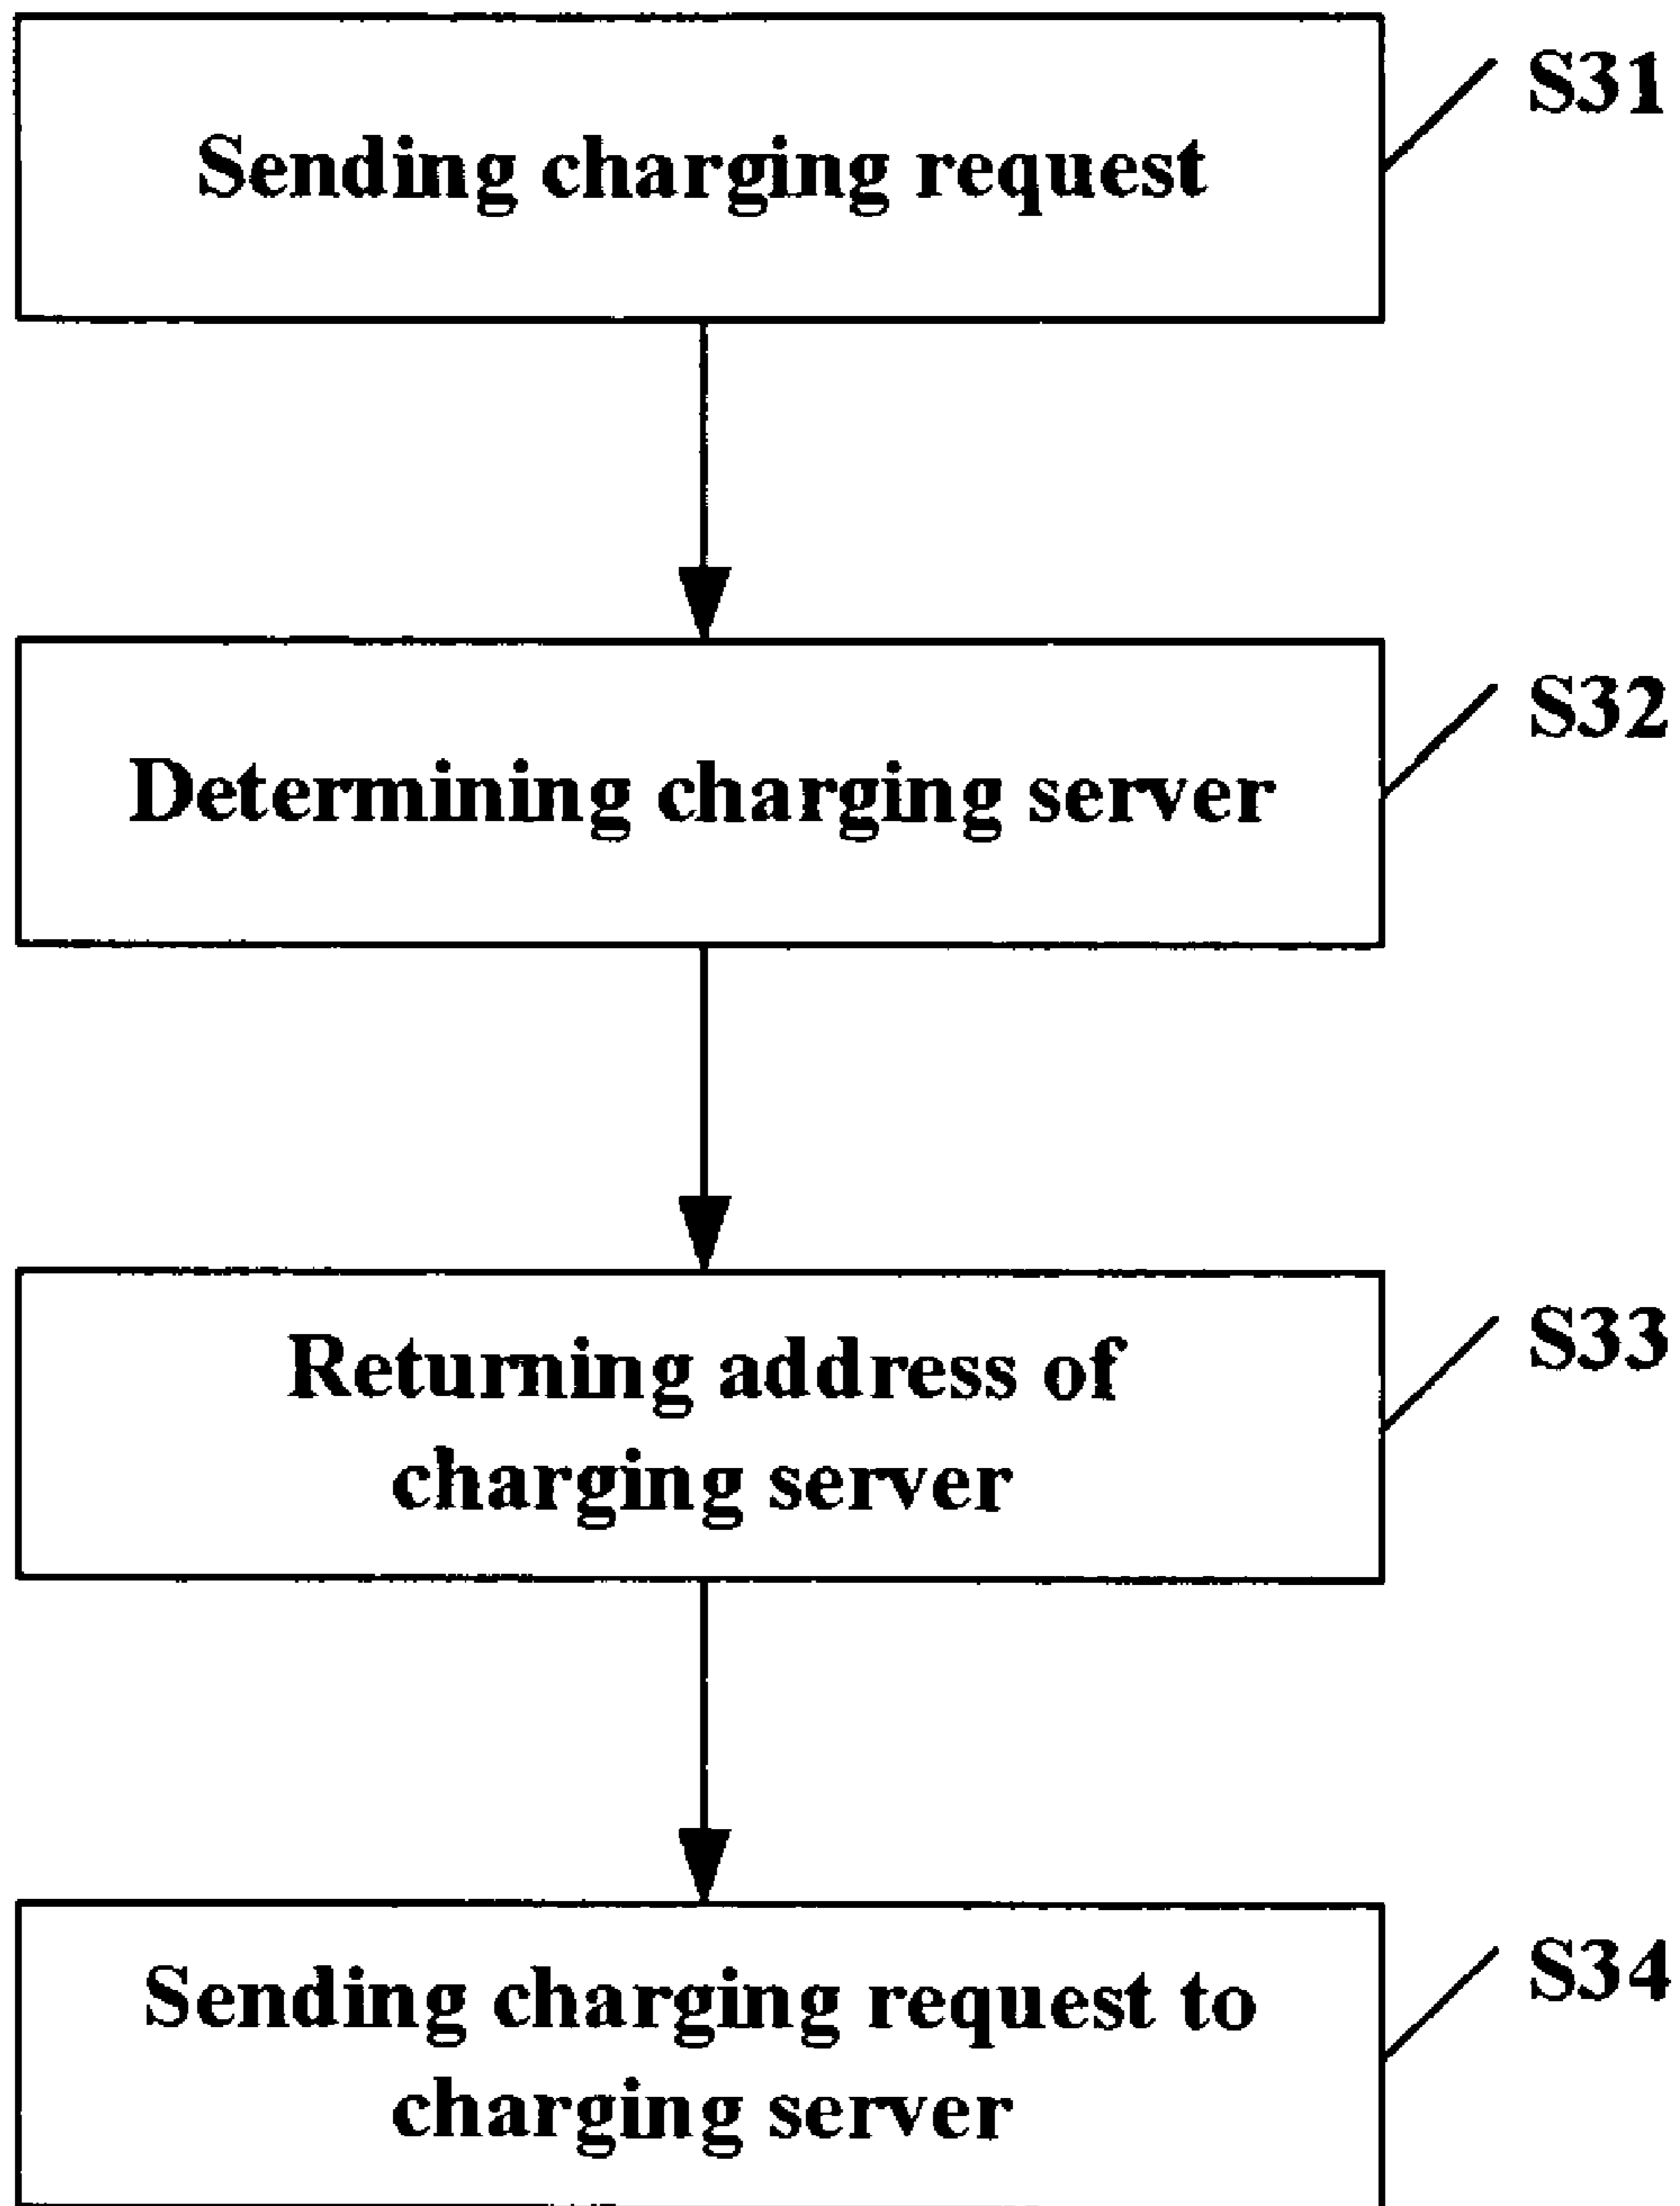 S31
Sending charging request
S32
Determining charging server
S33
Returning address of
charging server
S34
Sending charging request to
charging server